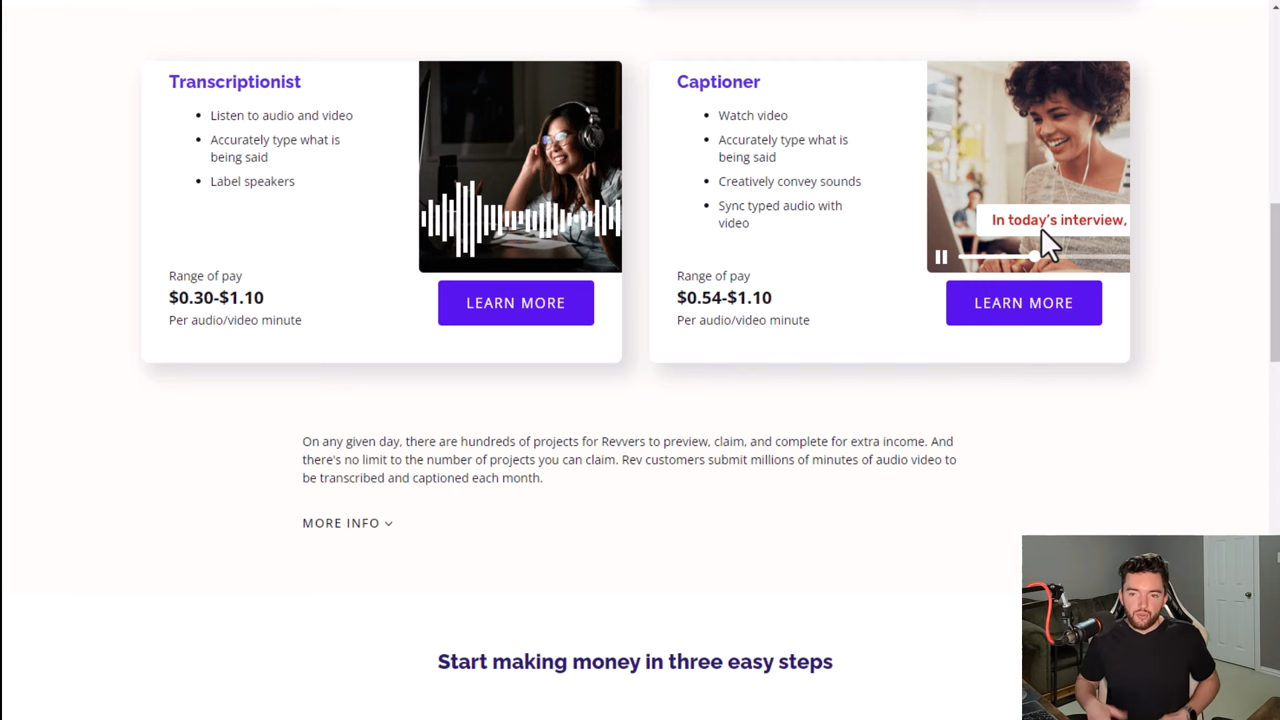 Transcriptionist
Listen to audio and video
Accurately type what is
being said
Label speakers
Range of pay
$0.30-$1.10
Per audio/video minute
LEARN MORE
Captioner
Watch video
Accurately type what is
being said
Creatively convey sounds
Sync typed audio with
video
In today's interview,
Range of pay
$0.54-$1.10
Per audio/video minute
LEARN MORE
On any given day, there are hundreds of projects for Revvers to preview, claim, and complete for extra income. And
there's no limit to the number of projects you can claim. Rev customers submit millions of minutes of audio video to
be transcribed and captioned each month.
MORE INFO
Start making money in three easy steps